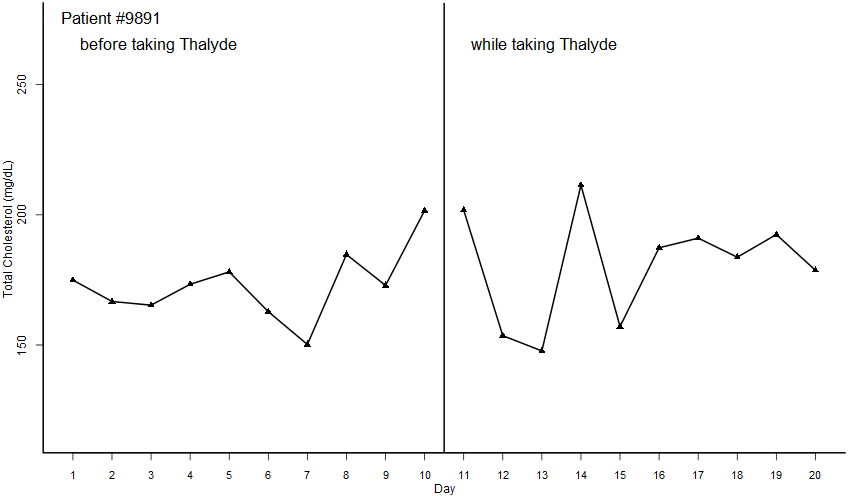 Patient #9891
before taking Thalyde
while taking Thalyde
Total Cholesterol (mg/dL)
250
200
150
1 2 3 4 5 6 7 8 9 10 11 12 13 14 15 16 17 18 19 20
Day